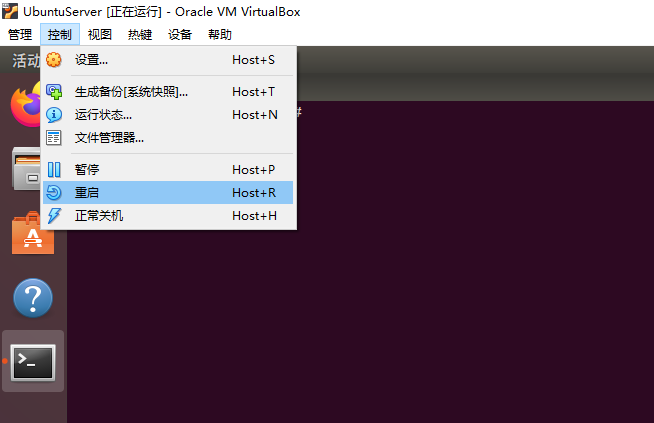 UbuntuServer [正在运行] - Oracle VM VirtualBox
管理 控制 视图 热键 设备 帮助
活动
设置... Host+S
生成备份[系统快照]... Host+T
运行状态... Host+N
#
文件管理器...
暂停 Host+P
重启 Host+R
正常关机 Host+H